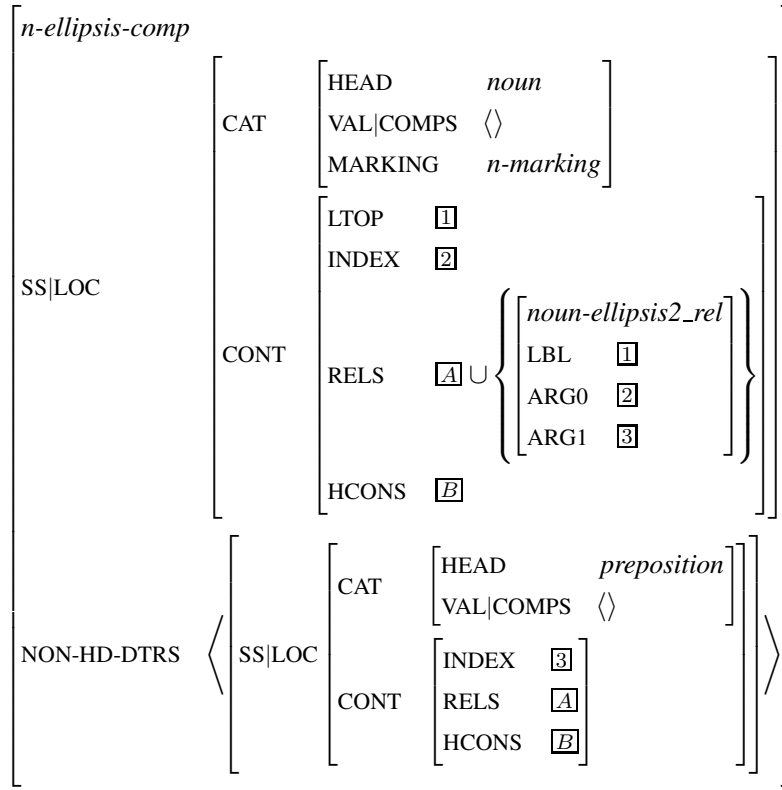 n-ellipsis-comp
HEAD noun
CAT VAL|COMPS ⟨⟩
MARKING n-marking
LTOP 1
INDEX 2
SS|LOC
noun-ellipsis2_rel
LBL 1
CONT RELS A ∪
ARG0 2
ARG1 3
HCONS B
HEAD preposition
CAT
VAL|COMPS ⟨⟩
NON-HD-DTRS SS|LOC
INDEX 3
CONT RELS A
HCONS B